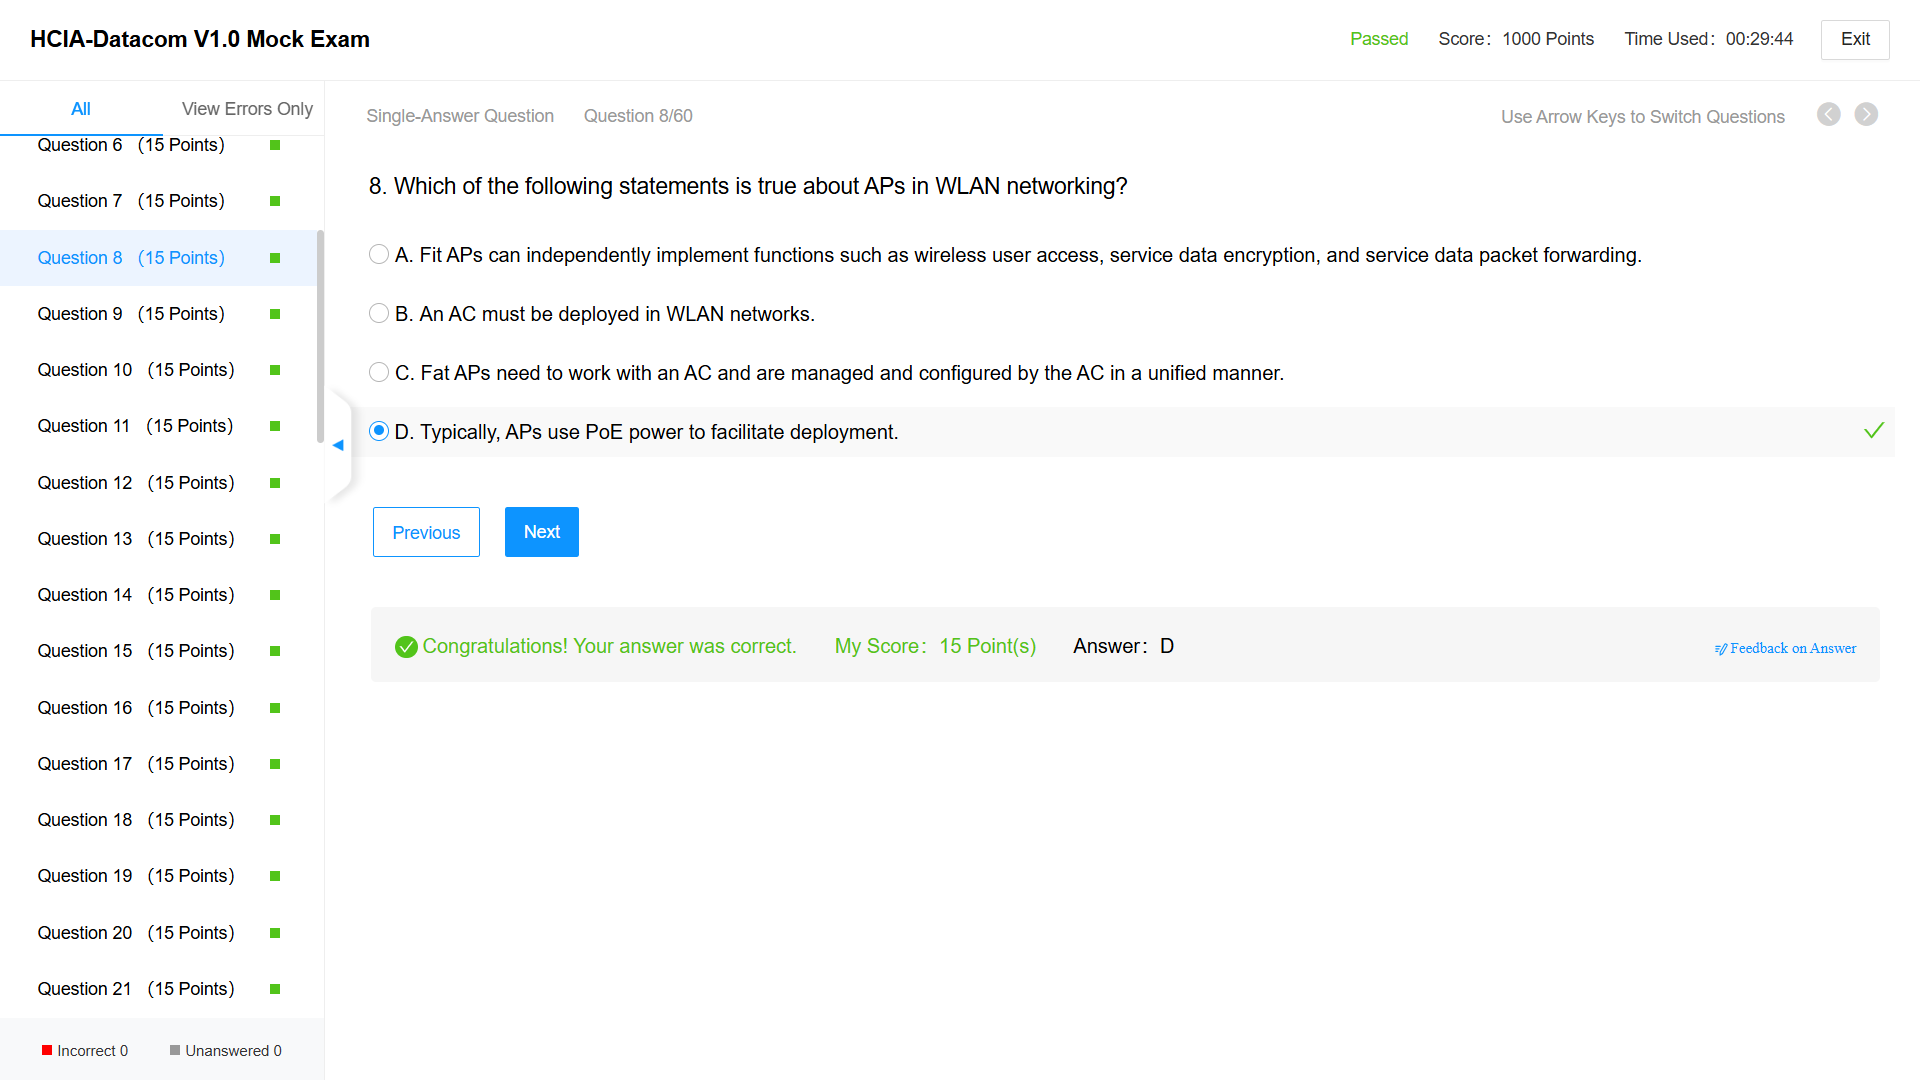 HCIA-Datacom V1.0 Mock Exam
Passed Score: 1000 Points Time Used: 00:29:44 Exit
All View Errors Only
Question 6 (15 Points)
Question 7 (15 Points)
Question 8 (15 Points)
Question 9 (15 Points)
Question 10 (15 Points)
Question 11 (15 Points)
Question 12 (15 Points)
Question 13 (15 Points)
Question 14 (15 Points)
Question 15 (15 Points)
Question 16 (15 Points)
Question 17 (15 Points)
Question 18 (15 Points)
Question 19 (15 Points)
Question 20 (15 Points)
Question 21 (15 Points)
Incorrect 0 Unanswered 0
Single-Answer Question Question 8/60 Use Arrow Keys to Switch Questions
8. Which of the following statements is true about APs in WLAN networking?
A. Fit APs can independently implement functions such as wireless user access, service data encryption, and service data packet forwarding.
B. An AC must be deployed in WLAN networks.
C. Fat APs need to work with an AC and are managed and configured by the AC in a unified manner.
D. Typically, APs use PoE power to facilitate deployment.
Previous Next
Congratulations! Your answer was correct. My Score: 15 Point(s) Answer: D Feedback on Answer